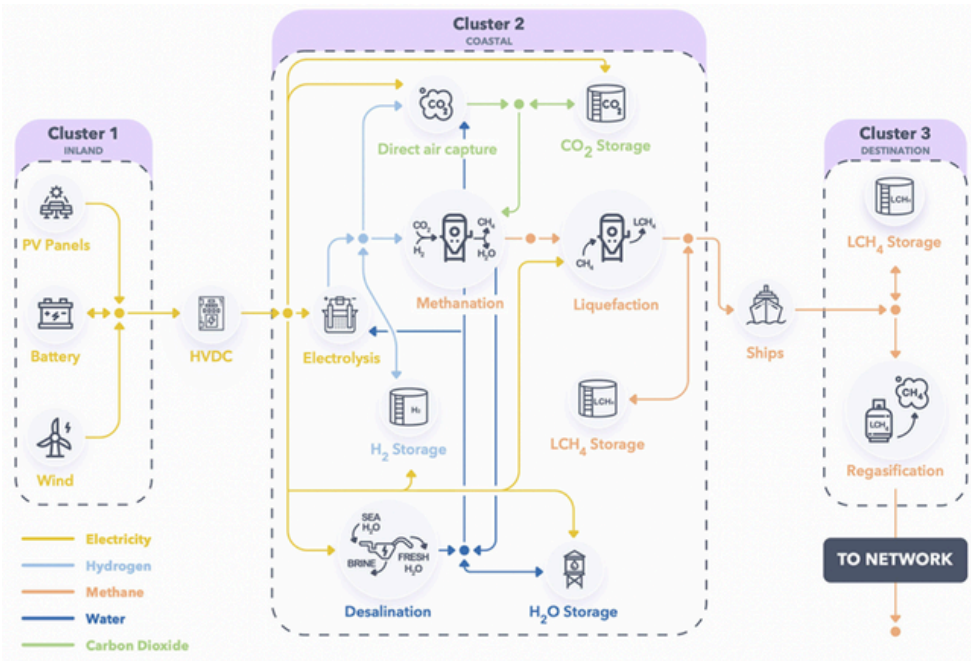 Cluster 2
COASTAL
Cluster 1
INLAND
Cluster 3
DESTINATION
CO₂
Direct air capture
CO₂
CO₂ Storage
PV Panels
CO₂
H₂
CH₄
H₂O
Methanation
LCH₄
CH₄
Liquefaction
LCH₄
LCH₄ Storage
Battery
HVDC
Electrolysis
Ships
H₂
H₂ Storage
LCH₄
LCH₄ Storage
CH₄
LCH₄
Regasification
Wind
SEA
H₂O
BRINE
FRESH
H₂O
Desalination
H₂O Storage
TO NETWORK
Electricity
Hydrogen
Methane
Water
Carbon Dioxide